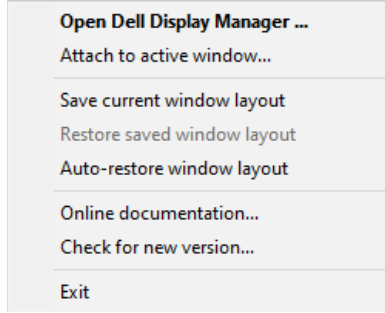 Open Dell Display Manager ...
Attach to active window...
Save current window layout
Restore saved window layout
Auto-restore window layout
Online documentation...
Check for new version...
Exit